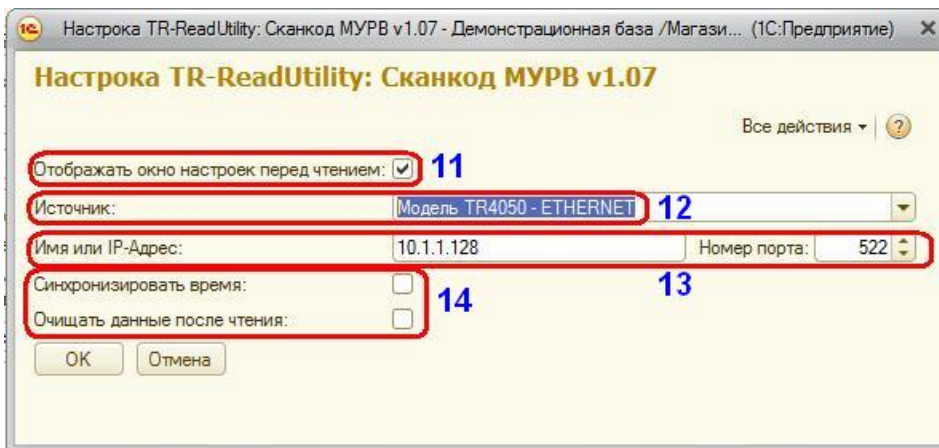 1С Настрока TR-ReadUtility: Сканкод МУРВ v1.07 - Демонстрационная база /Магази... (1С:Предприятие)
Настрока TR-ReadUtility: Сканкод МУРВ v1.07
Все действия ?
Отображать окно настроек перед чтением: 11
Источник: Модель TR4050 - ETHERNET 12
Имя или IP-Адрес: 10.1.1.128 Номер порта: 522
13
Синхронизировать время:
14
Очищать данные после чтения:
OK Отмена